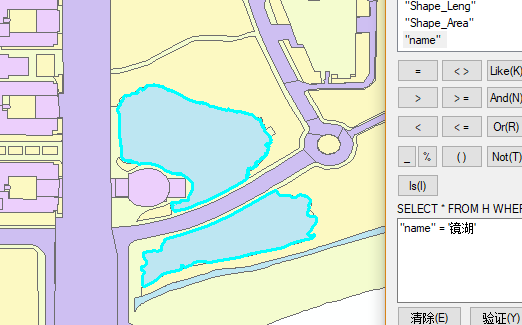 "Shape_Leng"
"Shape_Area"
"name"
= < > Like(K)
> > = And(N)
< < = Or(R)
_ % ( ) Not(T)
Is(I)
SELECT * FROM H WHER
"name" = '镜湖'
清除(E) 验证(Y)